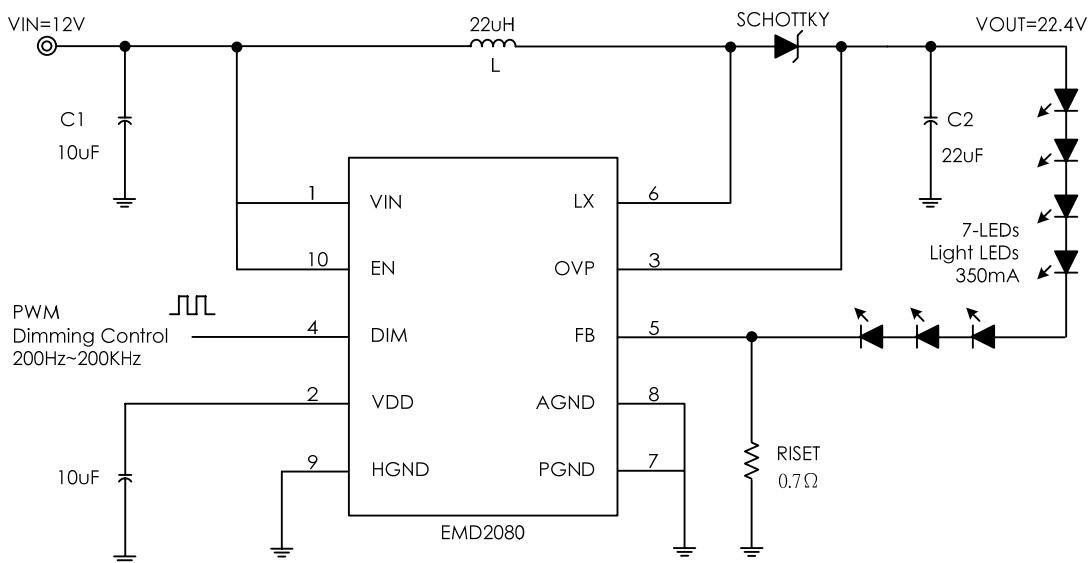 VIN=12V
22uH
L
SCHOTTKY
VOUT=22.4V
C1
10uF
C2
22uF
7-LEDs
Light LEDs
350mA
1
VIN
LX
6
10
EN
OVP
3
PWM
Dimming Control
200Hz~200KHz
4
DIM
FB
5
2
VDD
AGND
8
10uF
9
HGND
PGND
7
RISET
0.7Ω
EMD2080